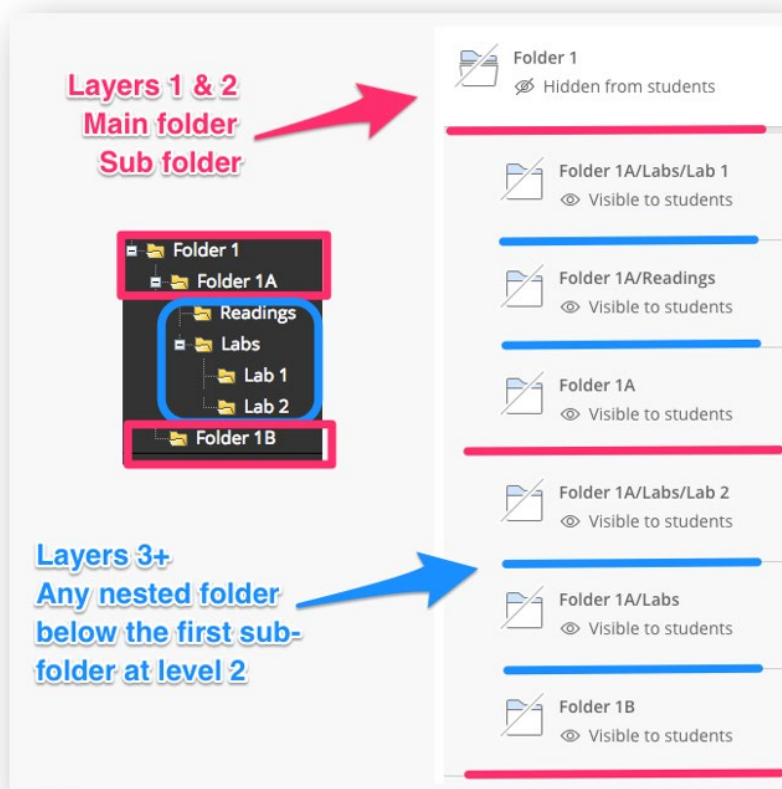 Layers 1 & 2
Main folder
Sub folder
Folder 1
Folder 1A
Readings
Labs
Lab 1
Lab 2
Folder 1B
Layers 3+
Any nested folder
below the first sub-
folder at level 2
Folder 1
Hidden from students
Folder 1A/Labs/Lab 1
Visible to students
Folder 1A/Readings
Visible to students
Folder 1A
Visible to students
Folder 1A/Labs/Lab 2
Visible to students
Folder 1A/Labs
Visible to students
Folder 1B
Visible to students